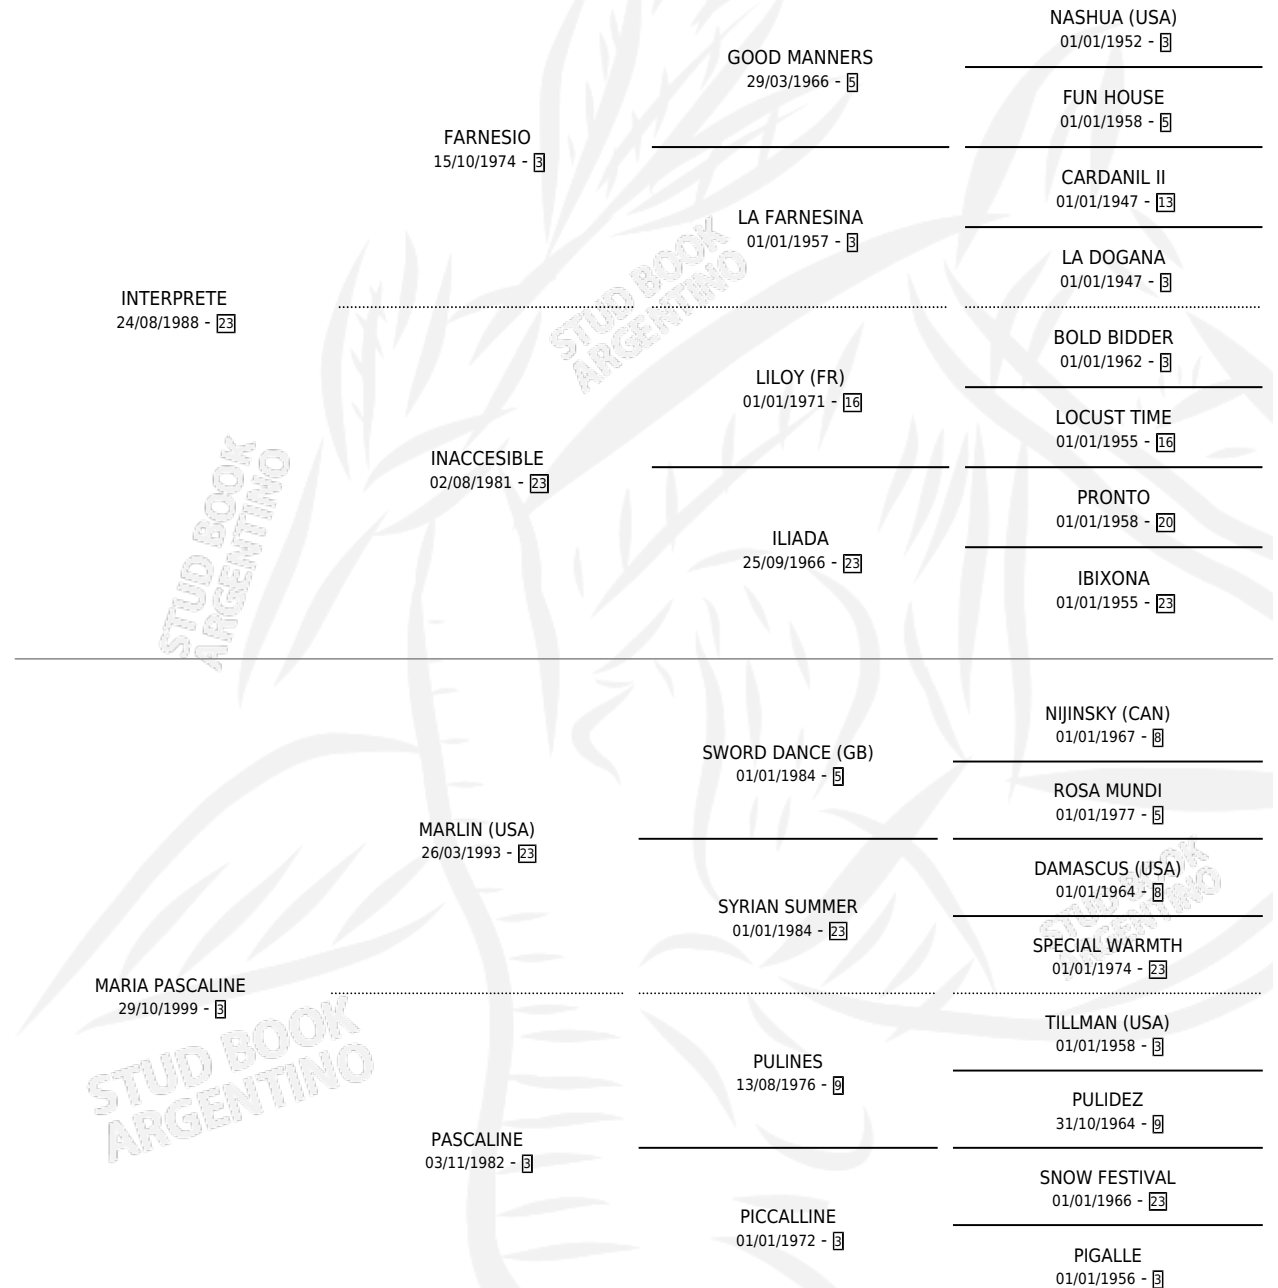 NASHUA (USA)
01/01/1952 - 3
GOOD MANNERS
29/03/1966 - 5
FUN HOUSE
01/01/1958 - 5
FARNESIO
15/10/1974 - 3
CARDANIL II
01/01/1947 - 13
LA FARNESINA
01/01/1957 - 3
LA DOGANA
01/01/1947 - 3
INTERPRETE
24/08/1988 - 23
BOLD BIDDER
01/01/1962 - 3
LILOY (FR)
01/01/1971 - 16
LOCUST TIME
01/01/1955 - 16
INACCESIBLE
02/08/1981 - 23
PRONTO
01/01/1958 - 20
ILIADA
25/09/1966 - 23
IBIXONA
01/01/1955 - 23
STUD BOOK
ARGENTINO
STUD BOOK
ARGENTINO
NIJINSKY (CAN)
01/01/1967 - 8
SWORD DANCE (GB)
01/01/1984 - 5
ROSA MUNDI
01/01/1977 - 5
MARLIN (USA)
26/03/1993 - 23
DAMASCUS (USA)
01/01/1964 - 8
SYRIAN SUMMER
01/01/1984 - 23
SPECIAL WARMTH
01/01/1974 - 23
MARIA PASCALINE
29/10/1999 - 3
TILLMAN (USA)
01/01/1958 - 3
PULINES
13/08/1976 - 9
PULIDEZ
31/10/1964 - 9
PASCALINE
03/11/1982 - 3
SNOW FESTIVAL
01/01/1966 - 23
PICCALLINE
01/01/1972 - 3
PIGALLE
01/01/1956 - 3
STUD BOOK
ARGENTINO
STUD BOOK
ARGENTINO